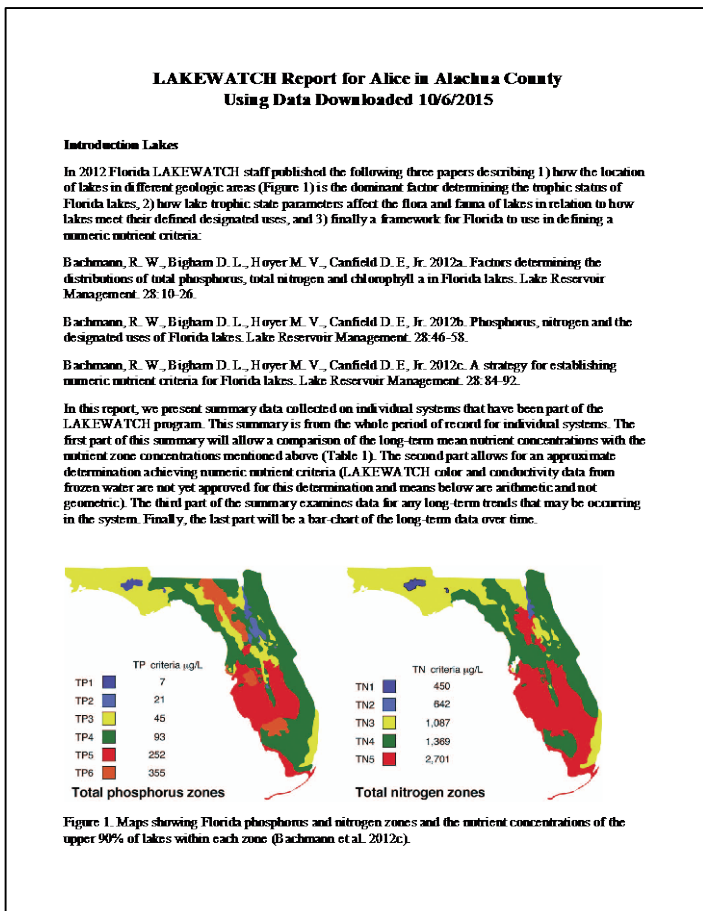 LAKEWATCH Report for Alice in Alachua County
Using Data Downloaded 10/6/2015
Introduction Lakes
In 2012 Florida LAKEWATCH staff published the following three papers describing 1) how the location
of lakes in different geologic areas (Figure 1) is the dominant factor determining the trophic status of
Florida lakes, 2) how lake trophic state parameters affect the flora and fauna of lakes in relation to how
lakes meet their defined designated uses, and 3) finally a framework for Florida to use in defining a
numeric nutrient criteria:
Bachmann, R. W., Bigham D. L., Hoyer M. V., Canfield D. E, Jr. 2012a. Factors determining the
distributions of total phosphorus, total nitrogen and chlorophyll a in Florida lakes. Lake Reservoir
Management. 28:10-26.
Bachmann, R. W., Bigham D. L., Hoyer M. V., Canfield D. E, Jr. 2012b. Phosphorus, nitrogen and the
designated uses of Florida lakes. Lake Reservoir Management. 28:46-58.
Bachmann, R. W., Bigham D. L., Hoyer M. V., Canfield D. E, Jr. 2012c. A strategy for establishing
numeric nutrient criteria for Florida lakes. Lake Reservoir Management. 28:84-92.
In this report, we present summary data collected on individual systems that have been part of the
LAKEWATCH program. This summary is from the whole period of record for individual systems. The
first part of this summary will allow a comparison of the long-term mean nutrient concentrations with the
nutrient zone concentrations mentioned above (Table 1). The second part allows for an approximate
determination achieving numeric nutrient criteria (LAKEWATCH color and conductivity data from
frozen water are not yet approved for this determination and means below are arithmetic and not
geometric). The third part of the summary examines data for any long-term trends that may be occurring
in the system. Finally, the last part will be a bar-chart of the long-term data over time.
TP criteria µg/L
TP1 7
TP2 21
TP3 45
TP4 93
TP5 252
TP6 355
Total phosphorus zones
TN criteria µg/L
TN1 450
TN2 642
TN3 1,087
TN4 1,369
TN5 2,701
Total nitrogen zones
Figure 1. Maps showing Florida phosphorus and nitrogen zones and the nutrient concentrations of the
upper 90% of lakes within each zone (Bachmann et al. 2012c).